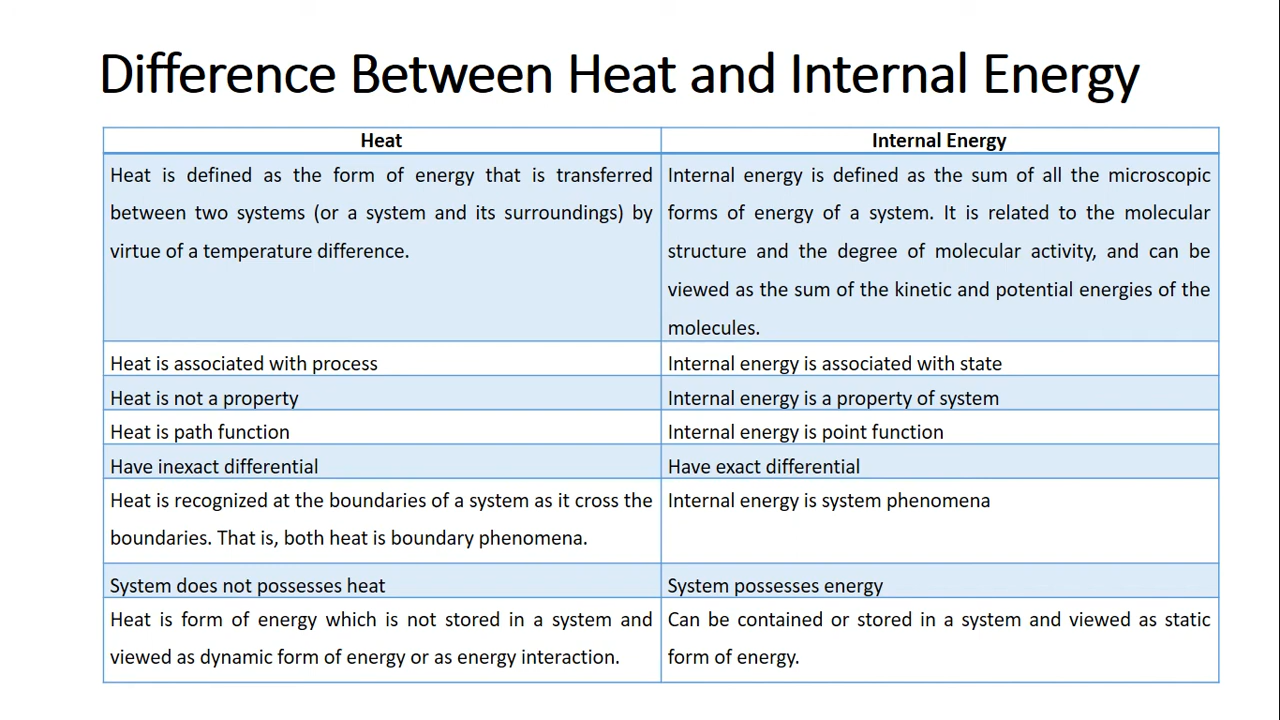 Difference Between Heat and Internal Energy
Heat
Internal Energy
Heat is defined as the form of energy that is transferred
between two systems (or a system and its surroundings) by
virtue of a temperature difference.
Internal energy is defined as the sum of all the microscopic
forms of energy of a system. It is related to the molecular
structure and the degree of molecular activity, and can be
viewed as the sum of the kinetic and potential energies of the
molecules.
Heat is associated with process
Internal energy is associated with state
Heat is not a property
Internal energy is a property of system
Heat is path function
Internal energy is point function
Have inexact differential
Have exact differential
Heat is recognized at the boundaries of a system as it cross the
boundaries. That is, both heat is boundary phenomena.
Internal energy is system phenomena
System does not possesses heat
System possesses energy
Heat is form of energy which is not stored in a system and
viewed as dynamic form of energy or as energy interaction.
Can be contained or stored in a system and viewed as static
form of energy.